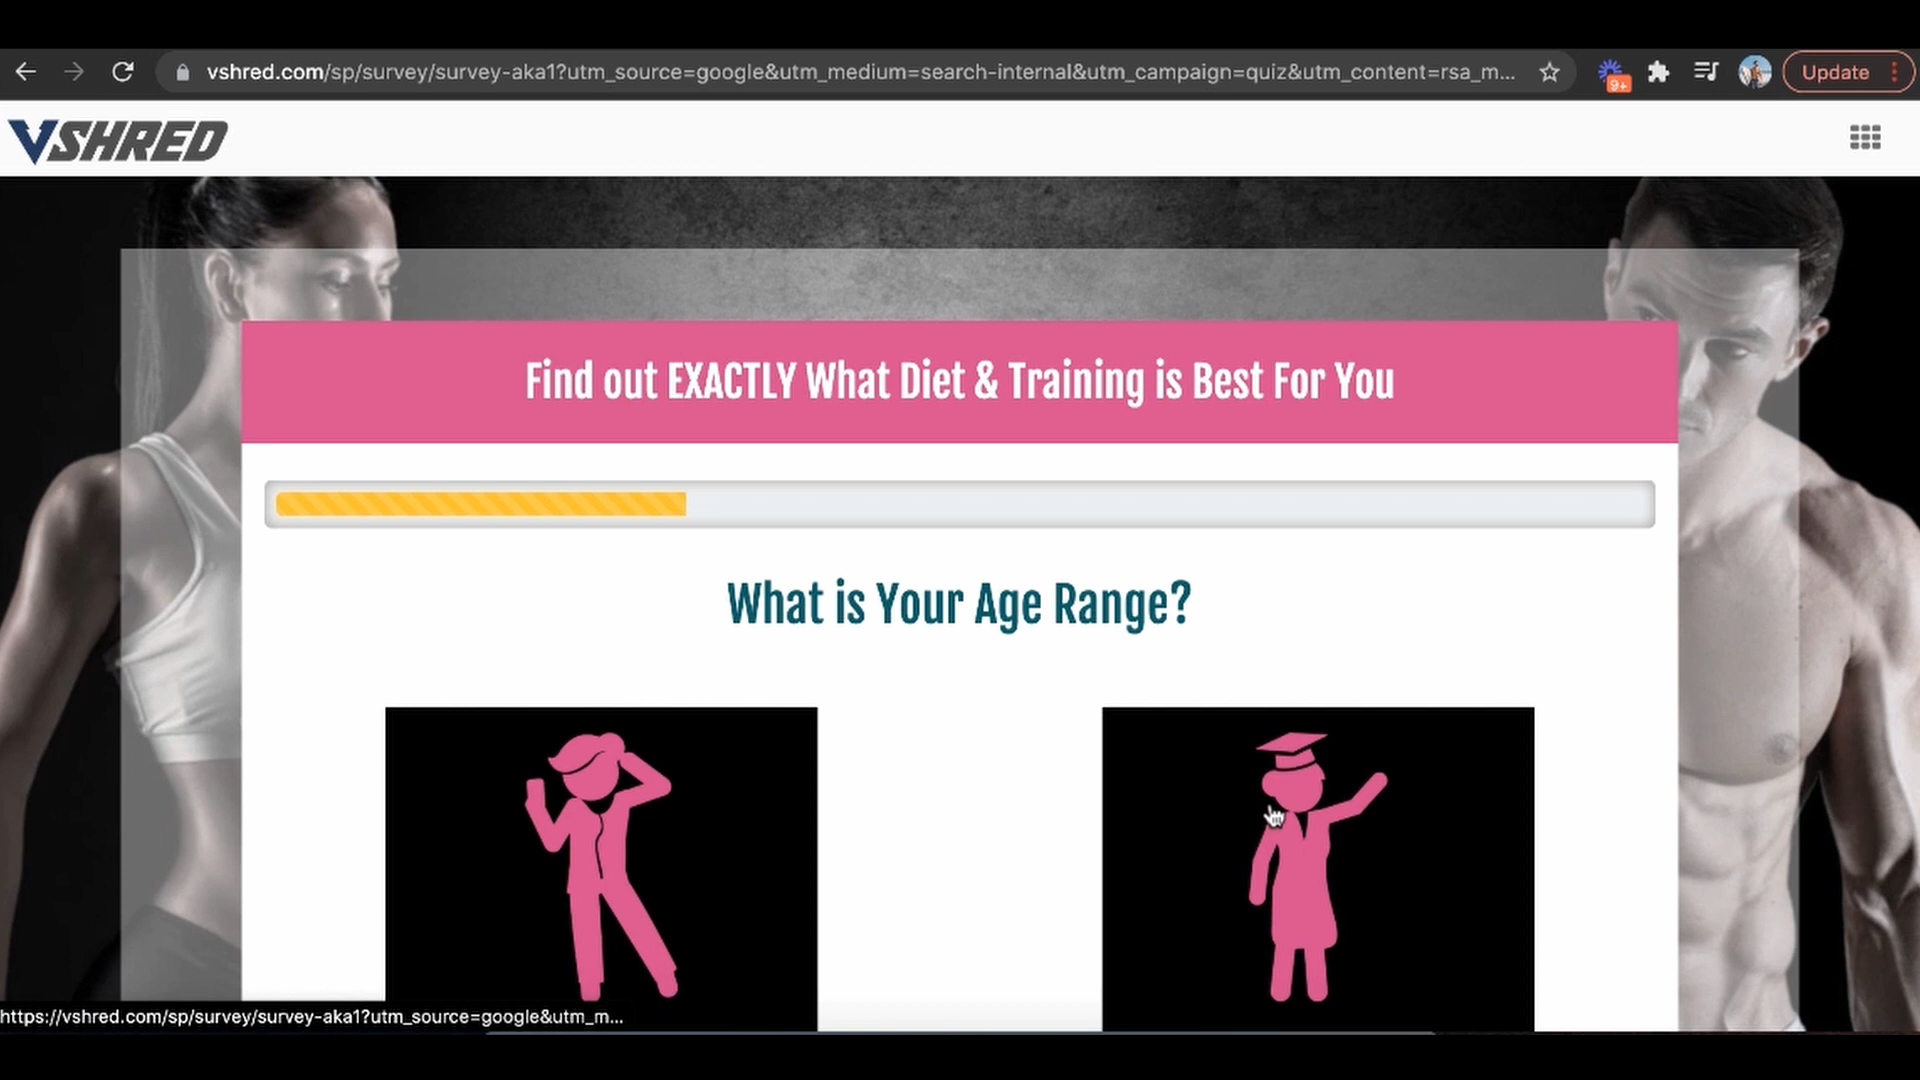 vshred.com/sp/survey/survey-aka1?utm_source=google&utm_medium=search-internal&utm_campaign=quiz&utm_content=rsa_m...
9+
Update
VSHRED
Find out EXACTLY What Diet & Training is Best For You
What is Your Age Range?
https://vshred.com/sp/survey/survey-aka1?utm_source=google&utm_m...